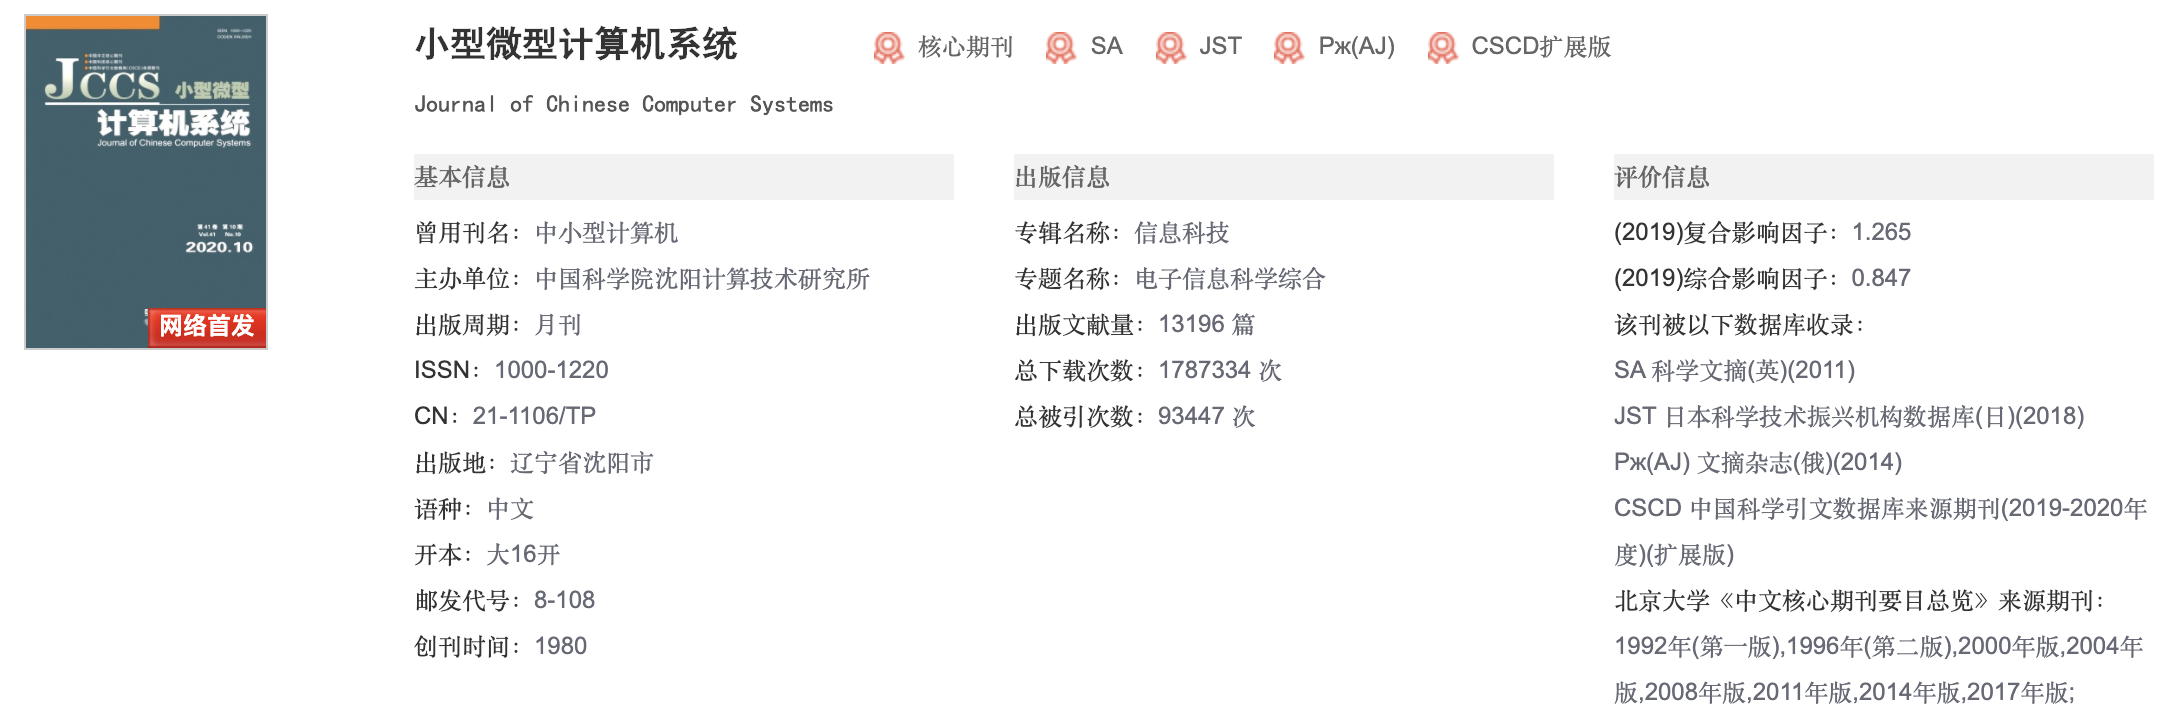 JCCS 小型微型
计算机系统
Journal of Chinese Computer Systems
第41卷 第10期
Vol.41 No.10
2020.10
网络首发
小型微型计算机系统
核心期刊 SA JST Pж(AJ) CSCD扩展版
Journal of Chinese Computer Systems
基本信息
曾用刊名：中小型计算机
主办单位：中国科学院沈阳计算技术研究所
出版周期：月刊
ISSN：1000-1220
CN：21-1106/TP
出版地：辽宁省沈阳市
语种：中文
开本：大16开
邮发代号：8-108
创刊时间：1980
出版信息
专辑名称：信息科技
专题名称：电子信息科学综合
出版文献量：13196 篇
总下载次数：1787334 次
总被引次数：93447 次
评价信息
(2019)复合影响因子：1.265
(2019)综合影响因子：0.847
该刊被以下数据库收录：
SA 科学文摘(英)(2011)
JST 日本科学技术振兴机构数据库(日)(2018)
Pж(AJ) 文摘杂志(俄)(2014)
CSCD 中国科学引文数据库来源期刊(2019-2020年
度)(扩展版)
北京大学《中文核心期刊要目总览》来源期刊：
1992年(第一版),1996年(第二版),2000年版,2004年
版,2008年版,2011年版,2014年版,2017年版;